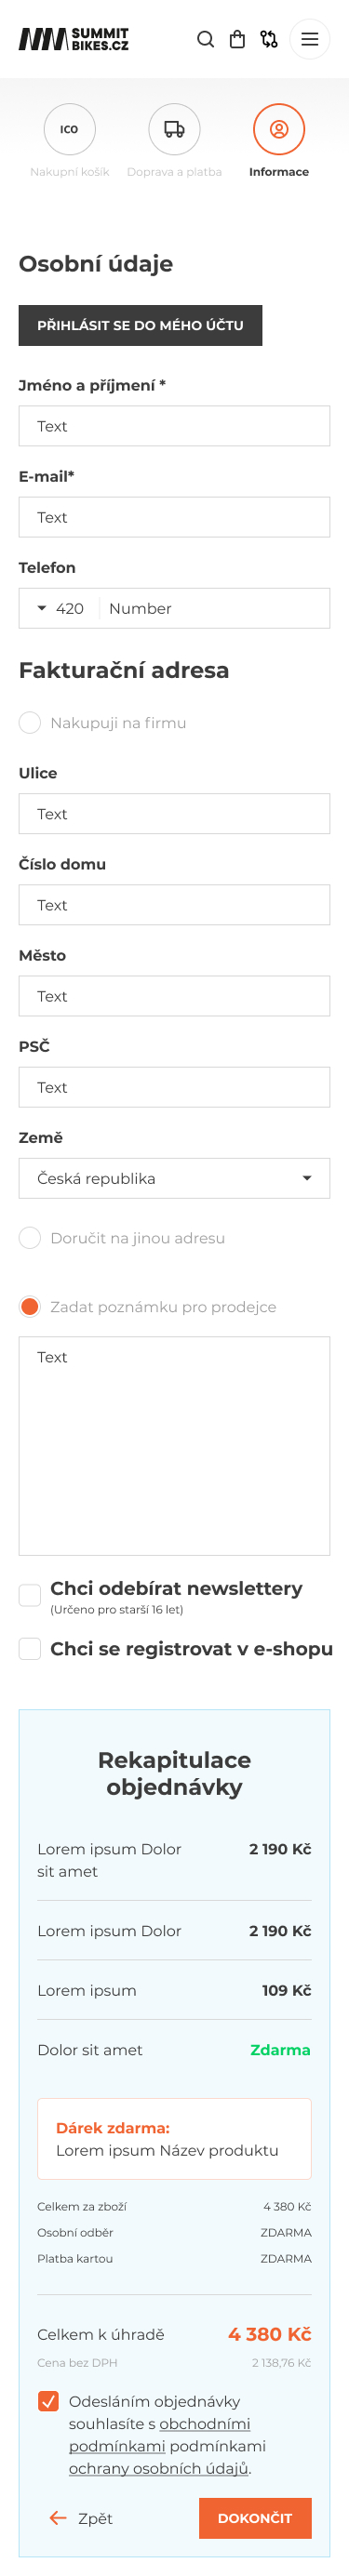 SUMMIT
BIKES.CZ
ICO
Nakupní košík
Doprava a platba
Informace
Osobní údaje
PŘIHLÁSIT SE DO MÉHO ÚČTU
Jméno a příjmení *
Text
E-mail*
Text
Telefon
420 Number
Fakturační adresa
Nakupuji na firmu
Ulice
Text
Číslo domu
Text
Město
Text
PSČ
Text
Země
Česká republika
Doručit na jinou adresu
Zadat poznámku pro prodejce
Text
Chci odebírat newslettery
(Určeno pro starší 16 let)
Chci se registrovat v e-shopu
Rekapitulace
objednávky
Lorem ipsum Dolor 2 190 Kč
sit amet
Lorem ipsum Dolor 2 190 Kč
Lorem ipsum 109 Kč
Dolor sit amet Zdarma
Dárek zdarma:
Lorem ipsum Název produktu
Celkem za zboží 4 380 Kč
Osobní odběr ZDARMA
Platba kartou ZDARMA
Celkem k úhradě 4 380 Kč
Cena bez DPH 2 138,76 Kč
Odesláním objednávky
souhlasíte s obchodními
podmínkami podmínkami
ochrany osobních údajů.
Zpět DOKONČIT